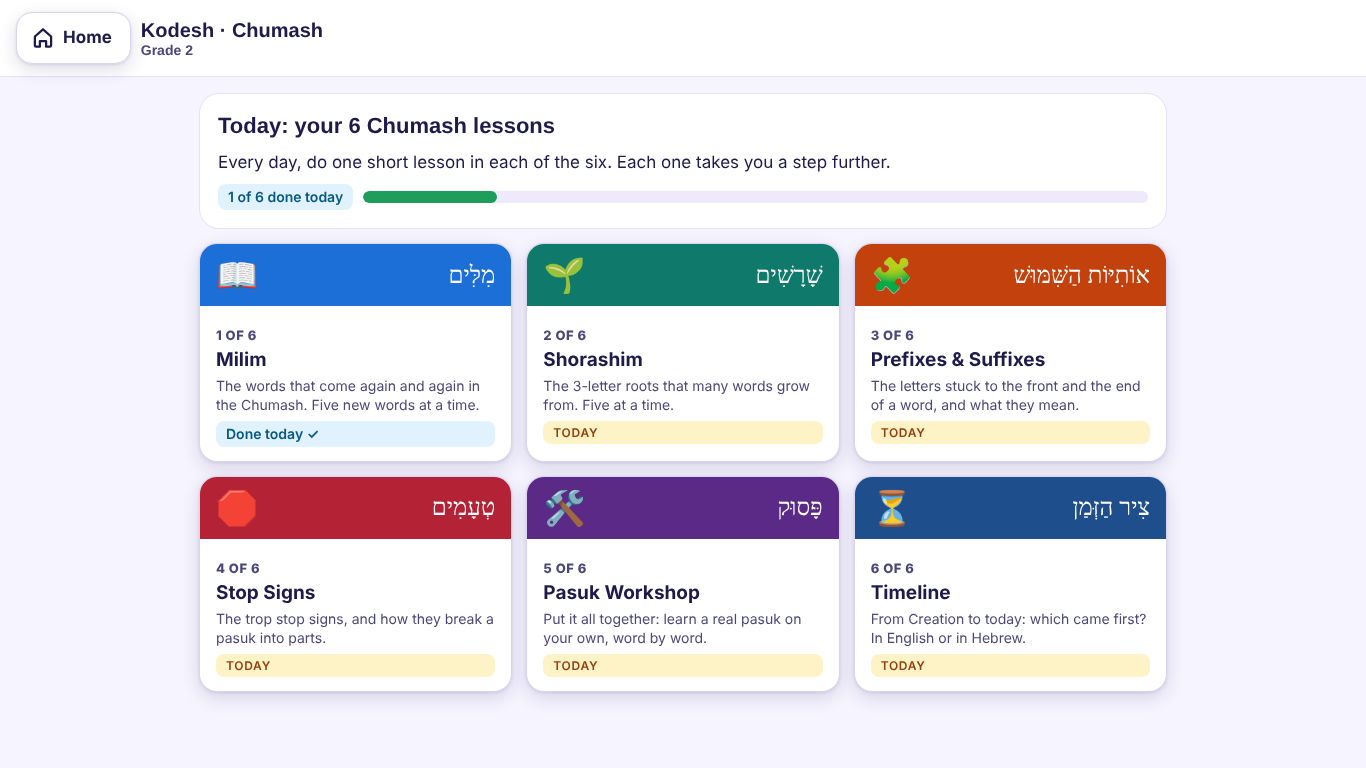 Home
Kodesh · Chumash
Grade 2
Today: your 6 Chumash lessons
Every day, do one short lesson in each of the six. Each one takes you a step further.
1 of 6 done today
מִלִּים
1 OF 6
Milim
The words that come again and again in
the Chumash. Five new words at a time.
Done today ✓
שָׁרָשִׁים
2 OF 6
Shorashim
The 3-letter roots that many words grow
from. Five at a time.
TODAY
אוֹתִיּוֹת הַשִּׁמּוּשׁ
3 OF 6
Prefixes & Suffixes
The letters stuck to the front and the end
of a word, and what they mean.
TODAY
טְעָמִים
4 OF 6
Stop Signs
The trop stop signs, and how they break a
pasuk into parts.
TODAY
פָּסוּק
5 OF 6
Pasuk Workshop
Put it all together: learn a real pasuk on
your own, word by word.
TODAY
צִיר הַזְּמַן
6 OF 6
Timeline
From Creation to today: which came first?
In English or in Hebrew.
TODAY